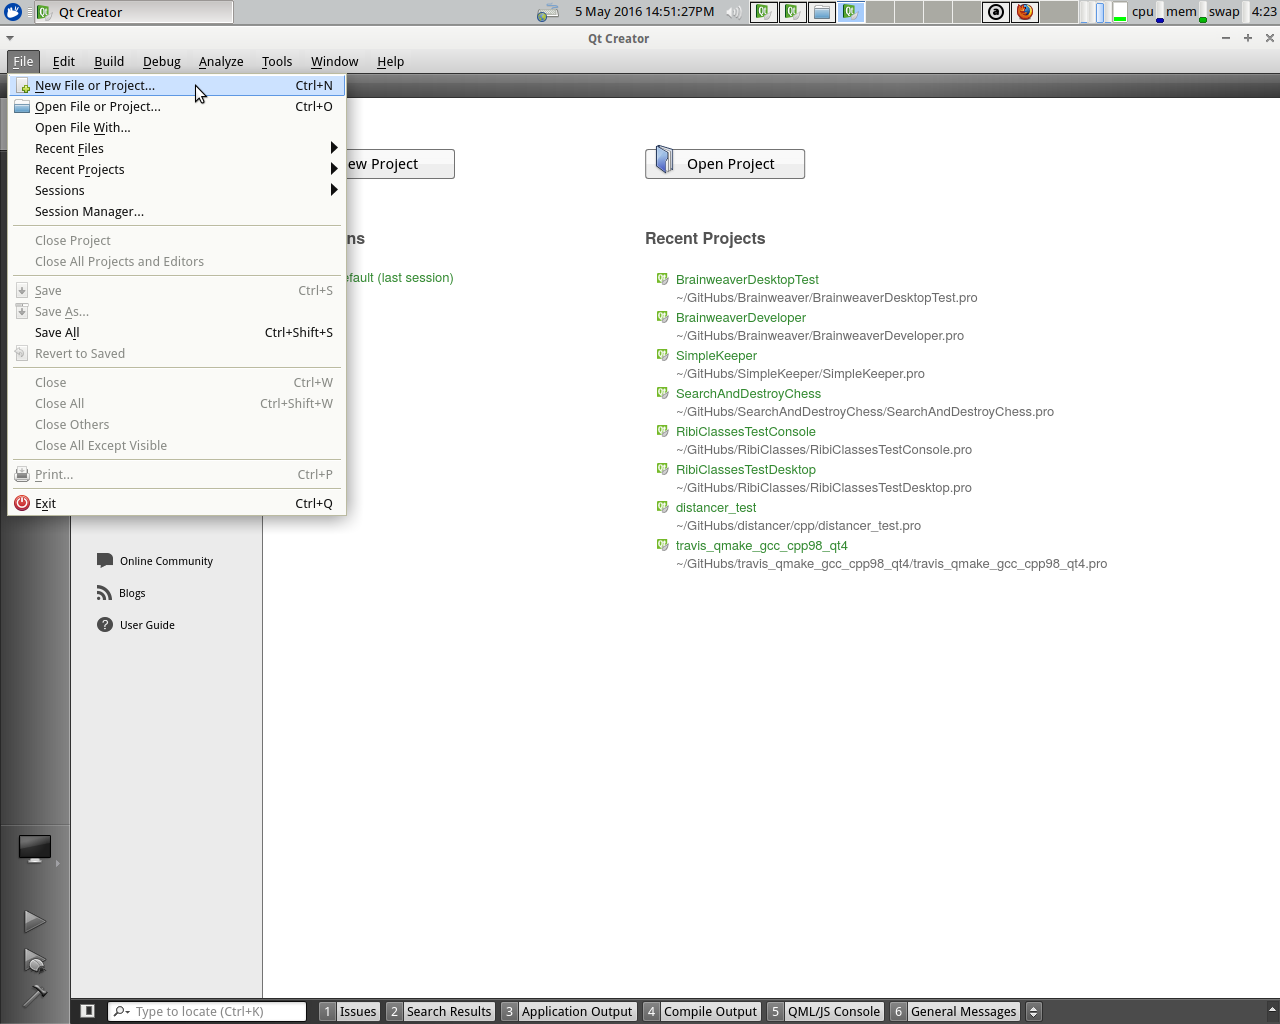 Qt Creator
5 May 2016 14:51:27PM
cpu mem swap 4:23
Qt Creator
File Edit Build Debug Analyze Tools Window Help
New File or Project... Ctrl+N
Open File or Project... Ctrl+O
Open File With...
Recent Files
Recent Projects
Sessions
Session Manager...
Close Project
Close All Projects and Editors
Save Ctrl+S
Save As...
Save All Ctrl+Shift+S
Revert to Saved
Close Ctrl+W
Close All Ctrl+Shift+W
Close Others
Close All Except Visible
Print... Ctrl+P
Exit Ctrl+Q
Online Community
Blogs
User Guide
ew Project
ns
efault (last session)
Open Project
Recent Projects
BrainweaverDesktopTest
~/GitHubs/Brainweaver/BrainweaverDesktopTest.pro
BrainweaverDeveloper
~/GitHubs/Brainweaver/BrainweaverDeveloper.pro
SimpleKeeper
~/GitHubs/SimpleKeeper/SimpleKeeper.pro
SearchAndDestroyChess
~/GitHubs/SearchAndDestroyChess/SearchAndDestroyChess.pro
RibiClassesTestConsole
~/GitHubs/RibiClasses/RibiClassesTestConsole.pro
RibiClassesTestDesktop
~/GitHubs/RibiClasses/RibiClassesTestDesktop.pro
distancer_test
~/GitHubs/distancer/cpp/distancer_test.pro
travis_qmake_gcc_cpp98_qt4
~/GitHubs/travis_qmake_gcc_cpp98_qt4/travis_qmake_gcc_cpp98_qt4.pro
Type to locate (Ctrl+K)
1 Issues 2 Search Results 3 Application Output 4 Compile Output 5 QML/JS Console 6 General Messages